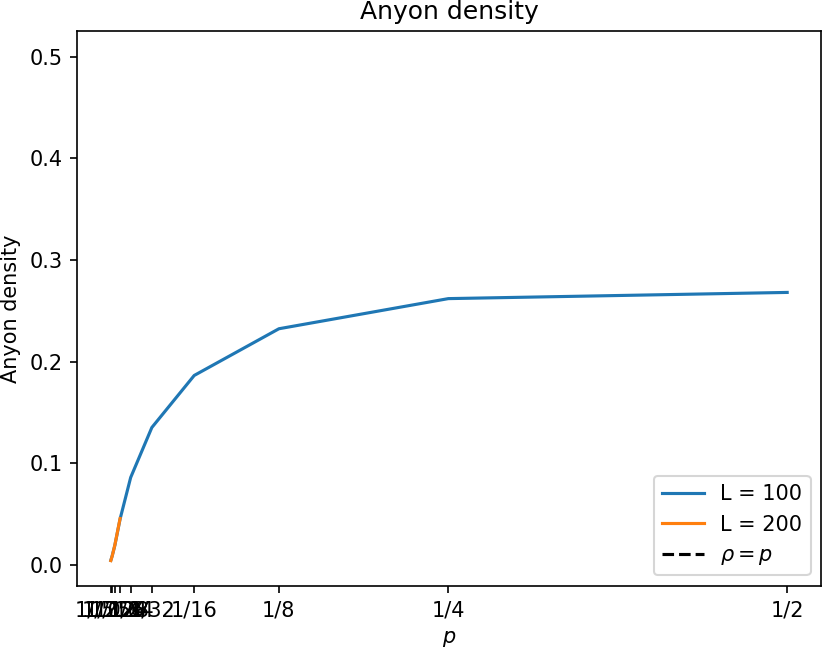 Anyon density
Anyon density
0.5
0.4
0.3
0.2
0.1
0.0
1/16
1/8
1/4
1/2
p
L = 100
L = 200
ρ = p